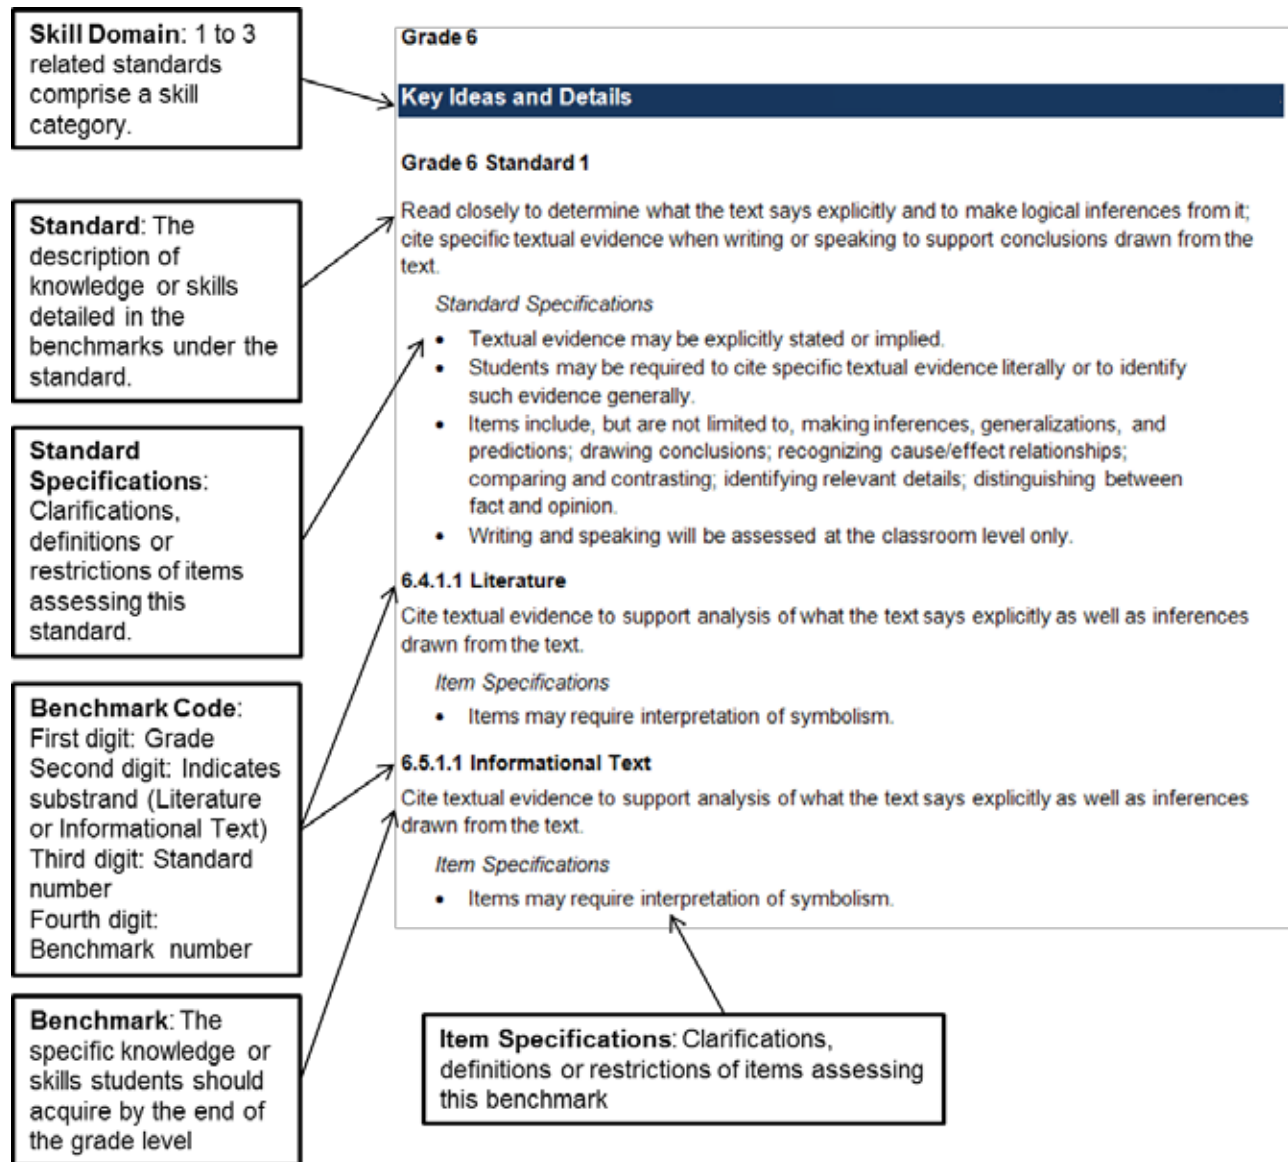 Skill Domain: 1 to 3
related standards
comprise a skill
category.
Standard: The
description of
knowledge or skills
detailed in the
benchmarks under the
standard.
Standard
Specifications:
Clarifications,
definitions or
restrictions of items
assessing this
standard.
Benchmark Code:
First digit: Grade
Second digit: Indicates
substrand (Literature
or Informational Text)
Third digit: Standard
number
Fourth digit:
Benchmark number
Benchmark: The
specific knowledge or
skills students should
acquire by the end of
the grade level
Grade 6
Key Ideas and Details
Grade 6 Standard 1
Read closely to determine what the text says explicitly and to make logical inferences from it;
cite specific textual evidence when writing or speaking to support conclusions drawn from the
text.
Standard Specifications
• Textual evidence may be explicitly stated or implied.
• Students may be required to cite specific textual evidence literally or to identify
such evidence generally.
• Items include, but are not limited to, making inferences, generalizations, and
predictions; drawing conclusions; recognizing cause/effect relationships;
comparing and contrasting; identifying relevant details; distinguishing between
fact and opinion.
• Writing and speaking will be assessed at the classroom level only.
6.4.1.1 Literature
Cite textual evidence to support analysis of what the text says explicitly as well as inferences
drawn from the text.
Item Specifications
• Items may require interpretation of symbolism.
6.5.1.1 Informational Text
Cite textual evidence to support analysis of what the text says explicitly as well as inferences
drawn from the text.
Item Specifications
• Items may require interpretation of symbolism.
Item Specifications: Clarifications,
definitions or restrictions of items assessing
this benchmark